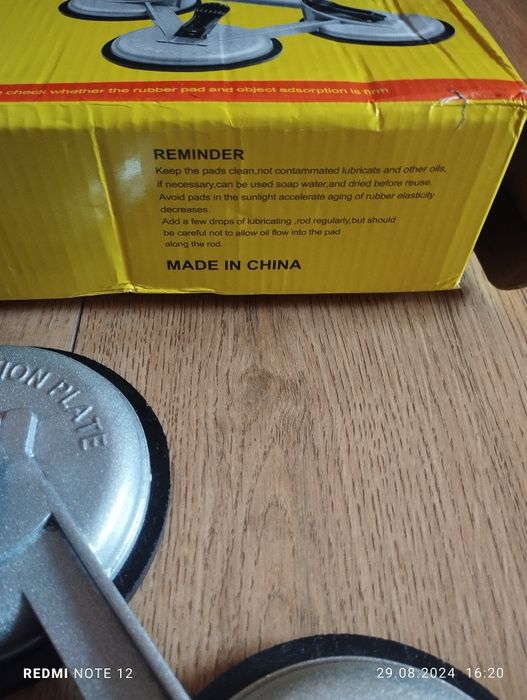 check whether the rubber pad and object adsorption is firm
REMINDER
Keep the pads clean,not contammated lubricats and other oils,
if necessary,can be used soap water,and dried before reuse.
Avoid pads in the sunlight accelerate aging of rubber elasticity
decreases.
Add a few drops of lubricating ,rod regularly,but should
be careful not to allow oil flow into the pad
along the rod.
MADE IN CHINA
ION PLATE
REDMI NOTE 12
29.08.2024 16:20